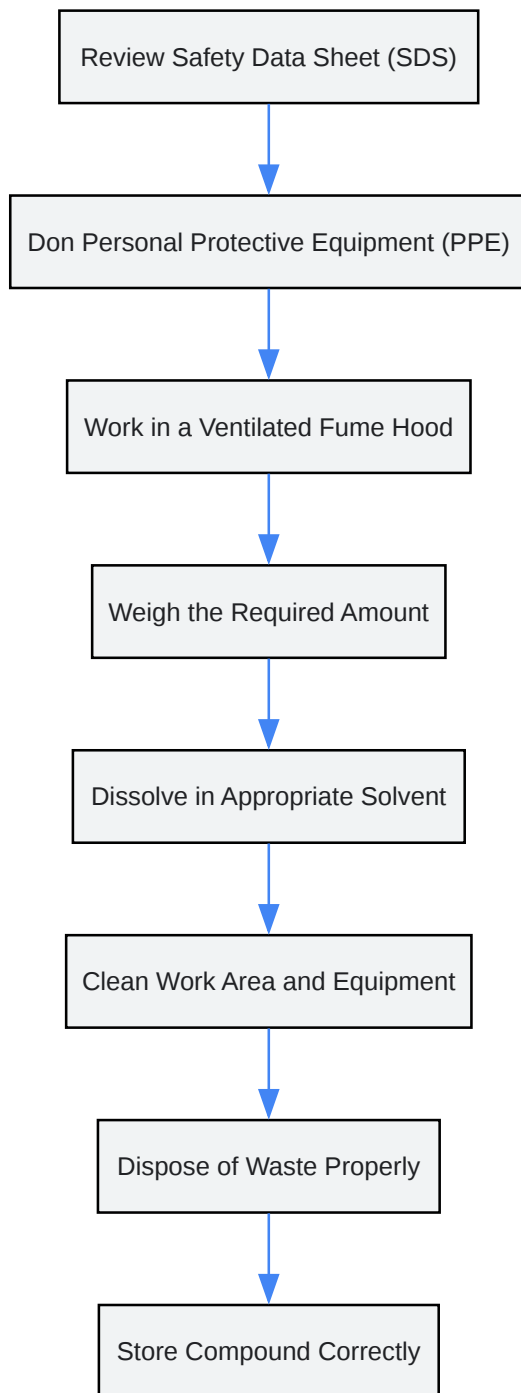 Review Safety Data Sheet (SDS)
Don Personal Protective Equipment (PPE)
Work in a Ventilated Fume Hood
Weigh the Required Amount
Dissolve in Appropriate Solvent
Clean Work Area and Equipment
Dispose of Waste Properly
Store Compound Correctly